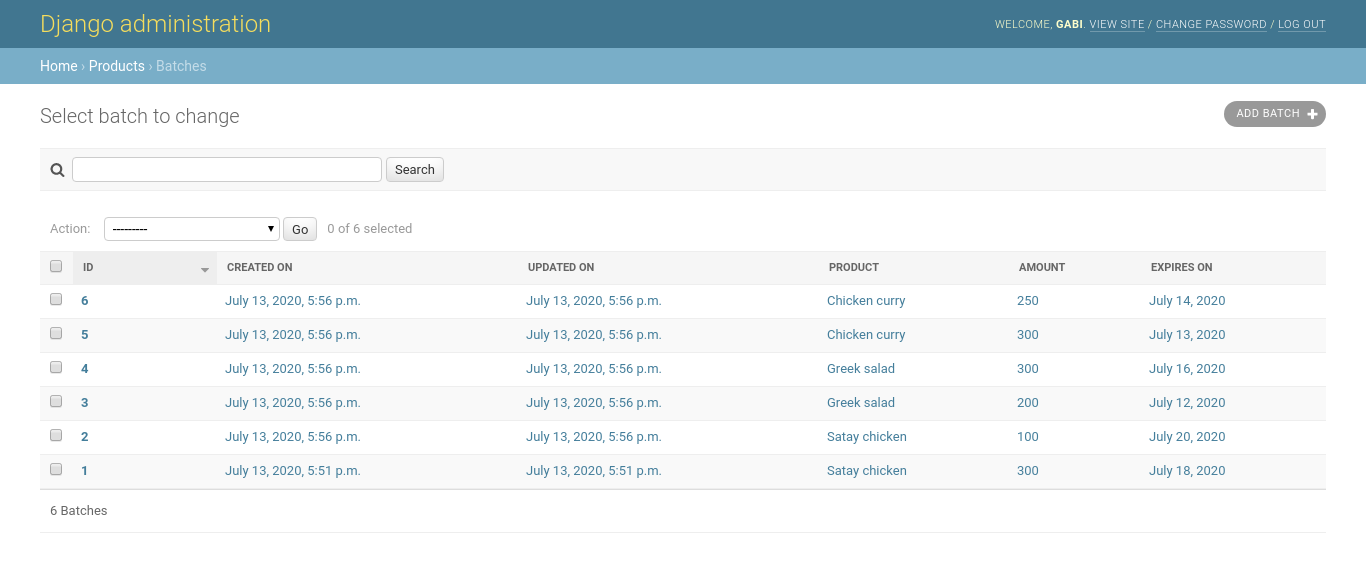 Django administration
WELCOME, GABI. VIEW SITE / CHANGE PASSWORD / LOG OUT
Home › Products › Batches
Select batch to change
ADD BATCH +
Search
Action: --------- Go 0 of 6 selected
ID CREATED ON UPDATED ON PRODUCT AMOUNT EXPIRES ON
6 July 13, 2020, 5:56 p.m. July 13, 2020, 5:56 p.m. Chicken curry 250 July 14, 2020
5 July 13, 2020, 5:56 p.m. July 13, 2020, 5:56 p.m. Chicken curry 300 July 13, 2020
4 July 13, 2020, 5:56 p.m. July 13, 2020, 5:56 p.m. Greek salad 300 July 16, 2020
3 July 13, 2020, 5:56 p.m. July 13, 2020, 5:56 p.m. Greek salad 200 July 12, 2020
2 July 13, 2020, 5:56 p.m. July 13, 2020, 5:56 p.m. Satay chicken 100 July 20, 2020
1 July 13, 2020, 5:51 p.m. July 13, 2020, 5:51 p.m. Satay chicken 300 July 18, 2020
6 Batches